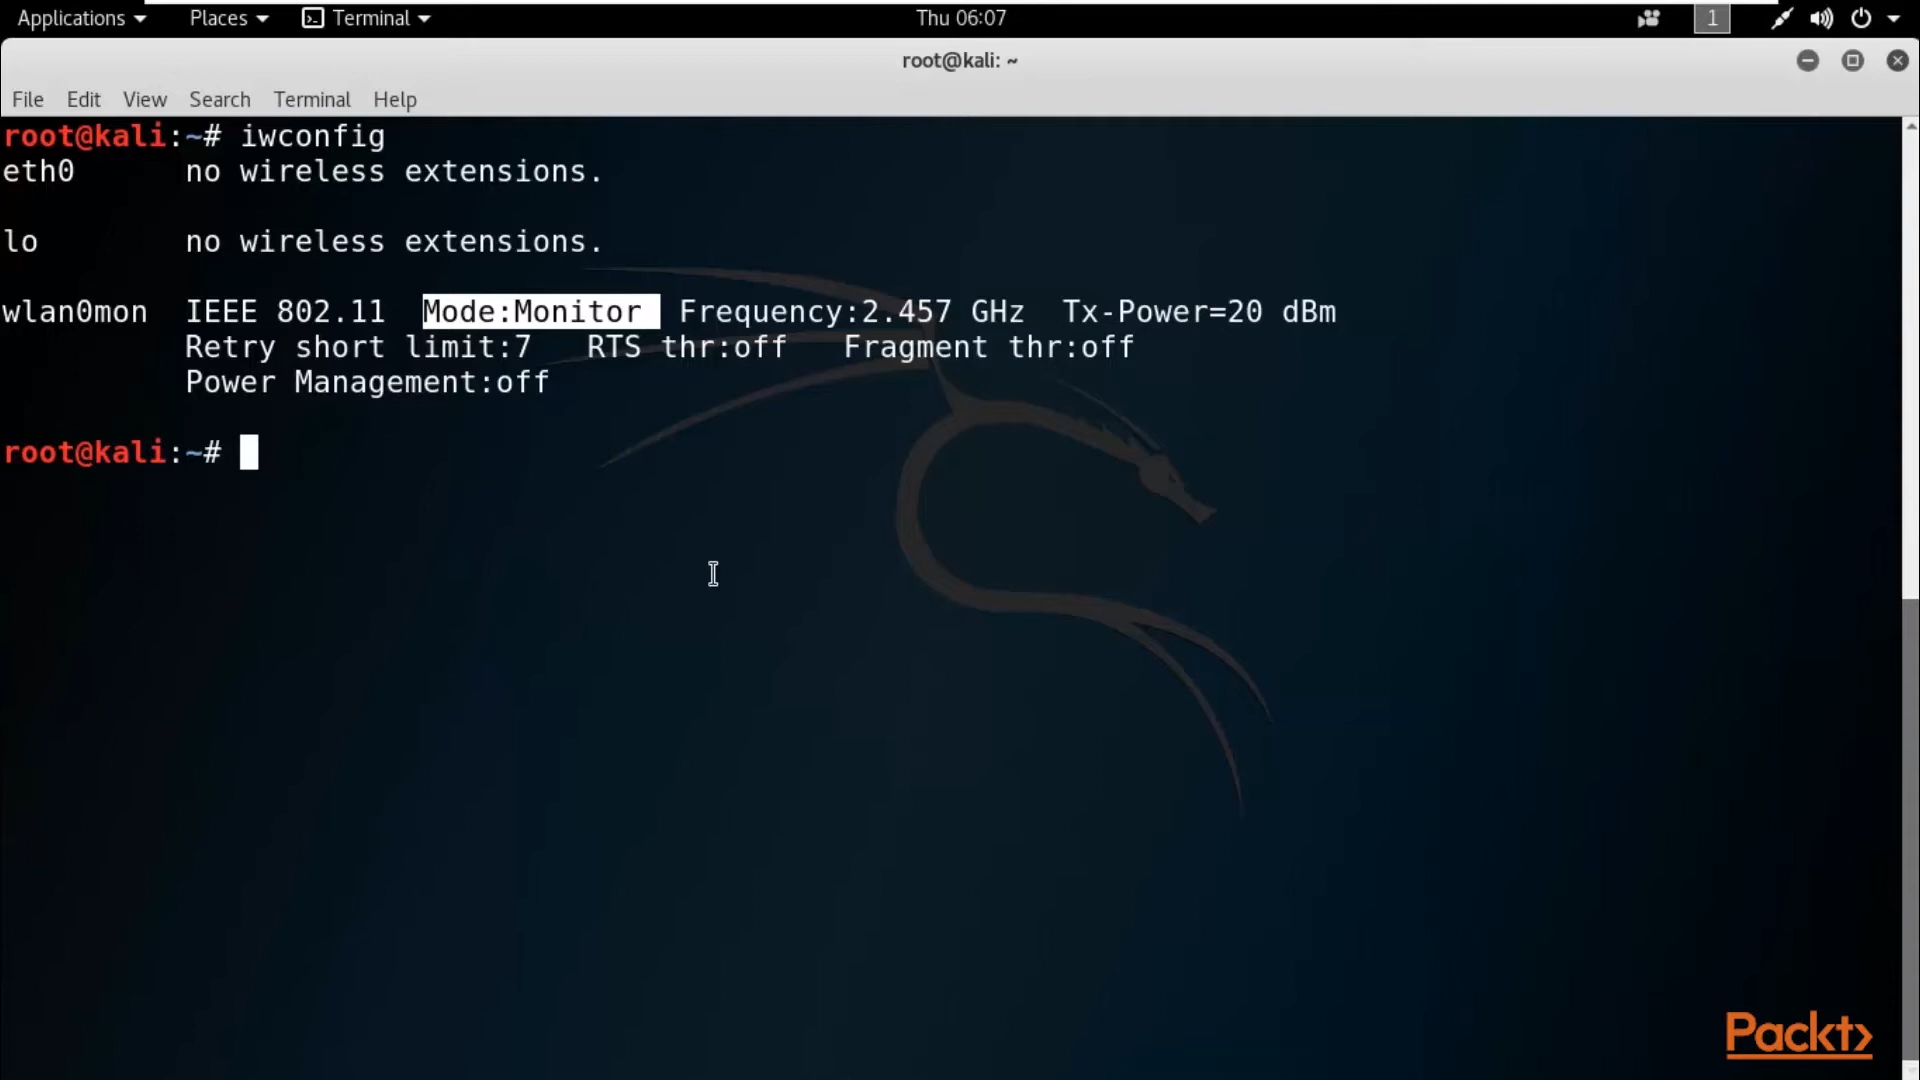 Applications Places Terminal Thu 06:07 1
root@kali: ~
File Edit View Search Terminal Help
root@kali:~# iwconfig
eth0      no wireless extensions.
lo        no wireless extensions.
wlan0mon  IEEE 802.11  Mode:Monitor  Frequency:2.457 GHz  Tx-Power=20 dBm
          Retry short limit:7   RTS thr:off   Fragment thr:off
          Power Management:off
root@kali:~#
Packt>